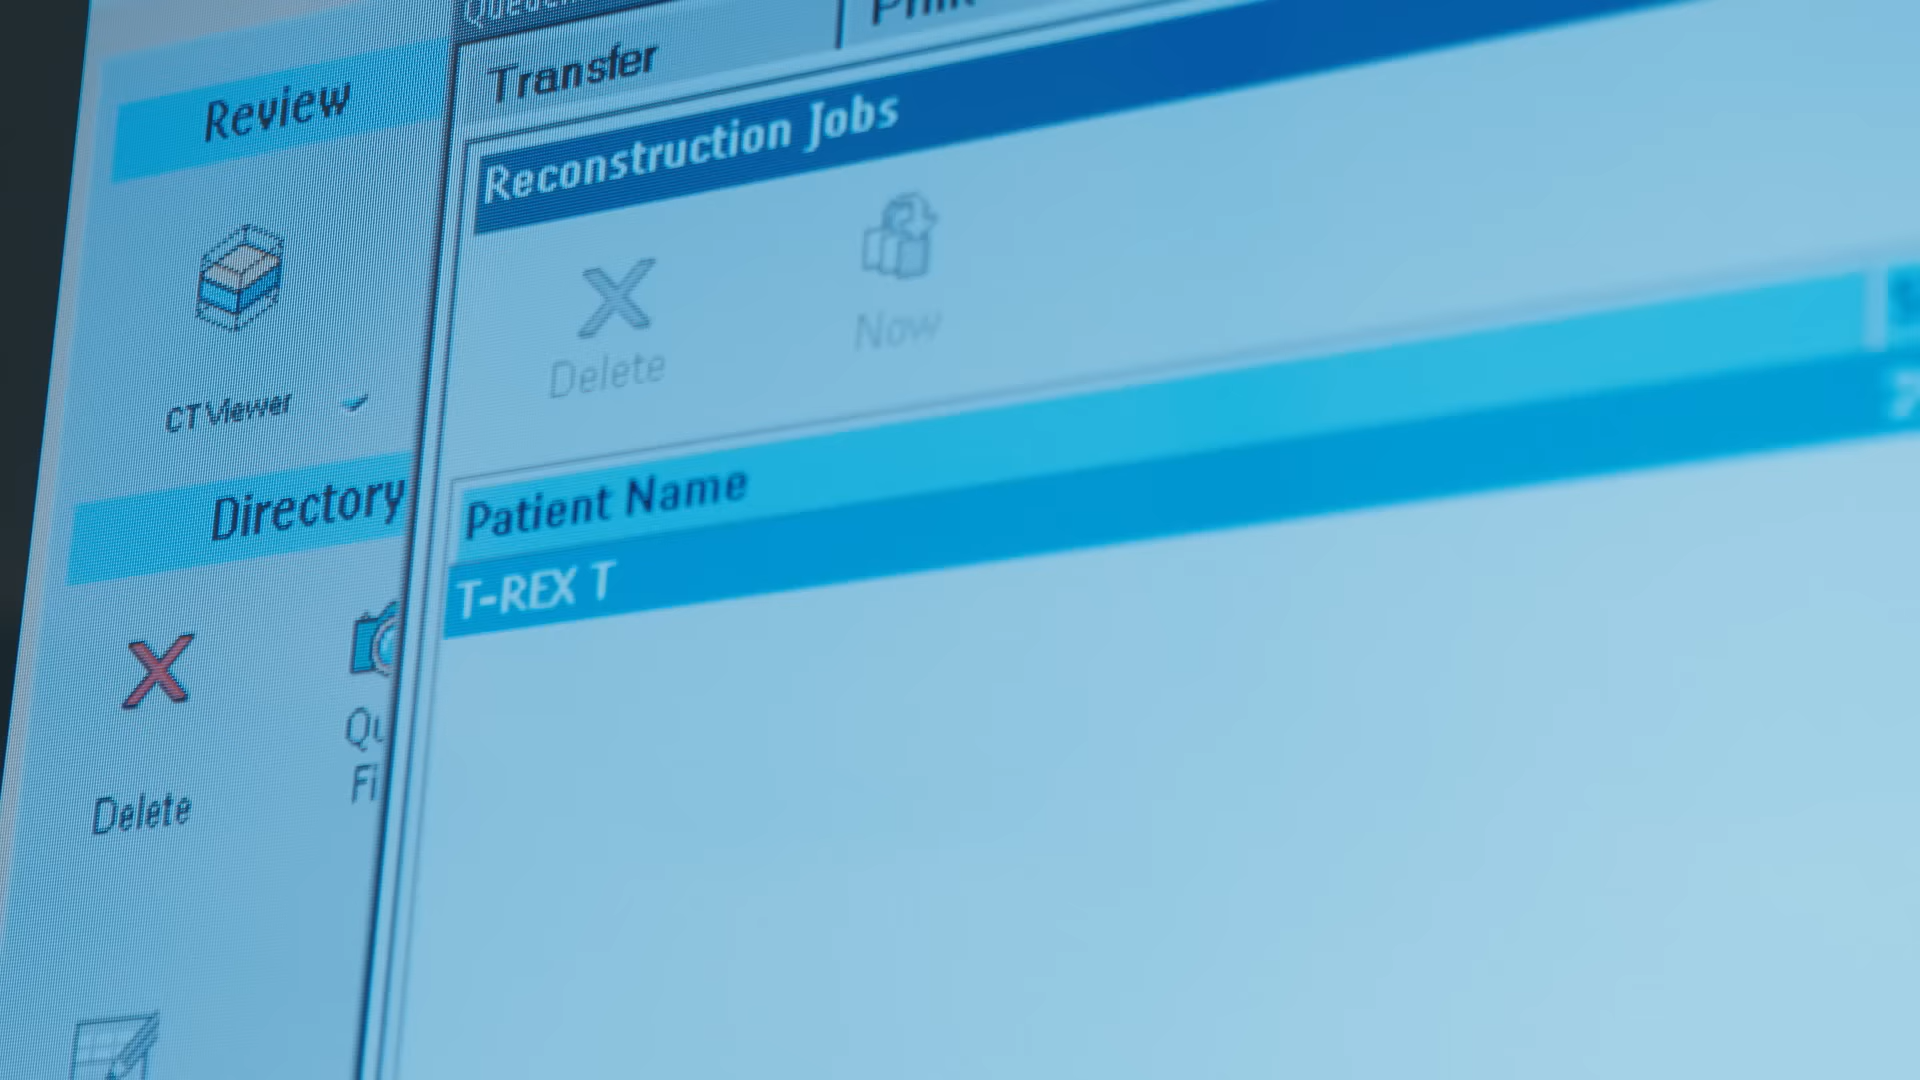 Review
CT Viewer
Directory
Delete
Transfer
Reconstruction Jobs
Delete
Now
Patient Name
T-REX T